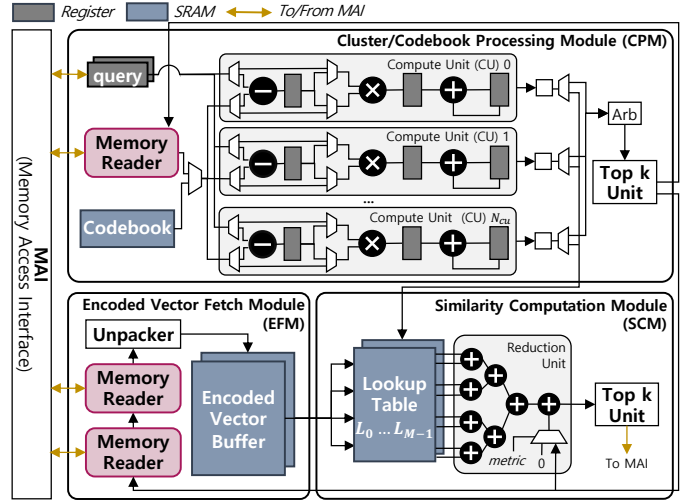 Register SRAM To/From MAI
Cluster/Codebook Processing Module (CPM)
MAI
(Memory Access Interface)
query
Memory
Reader
Codebook
Compute Unit (CU) 0
Compute Unit (CU) 1
...
Compute Unit (CU) N_cu
Arb
Top k
Unit
Encoded Vector Fetch Module
(EFM)
Unpacker
Memory
Reader
Memory
Reader
Encoded
Vector
Buffer
Similarity Computation Module
(SCM)
Lookup
Table
L_0 ... L_{M-1}
Reduction
Unit
metric
0
Top k
Unit
To MAI